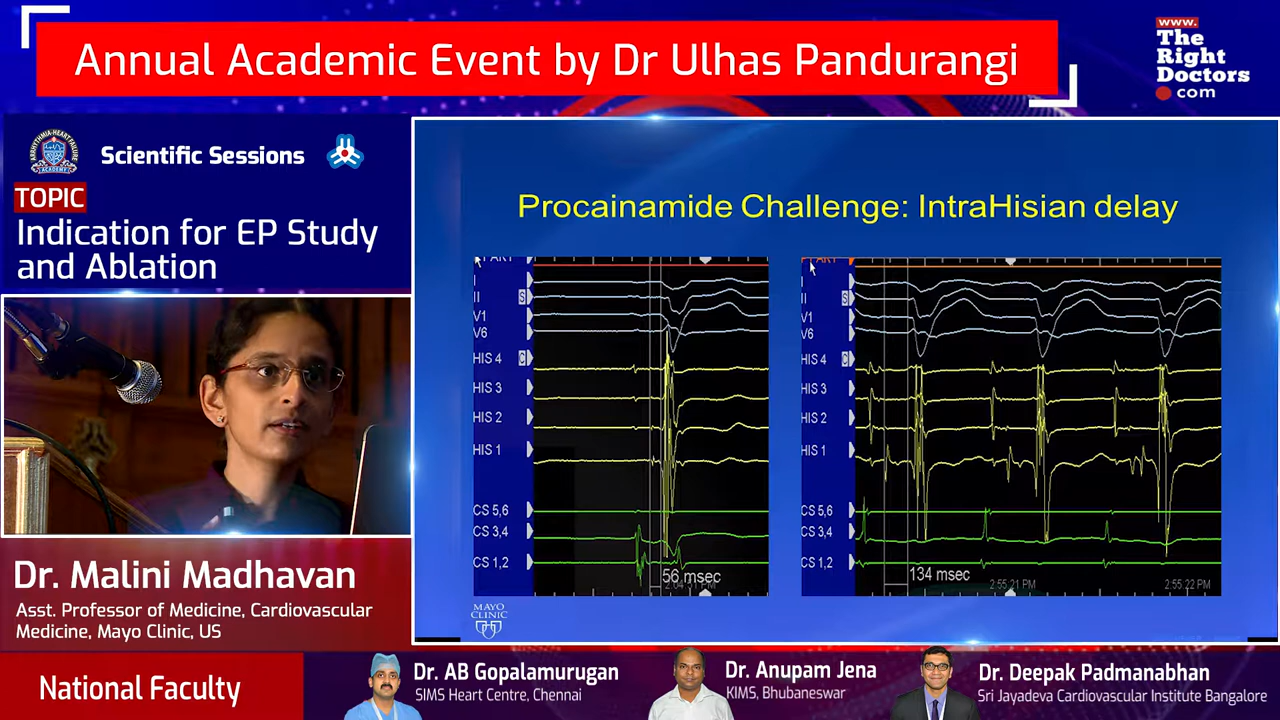 Annual Academic Event by Dr Ulhas Pandurangi
www.
The
Right
Doctors
com
ARRHYTHMIA-HEART FAILURE
ACADEMY
Scientific Sessions
TOPIC
Indication for EP Study
and Ablation
Procainamide Challenge: IntraHisian delay
I
II
S
V1
V6
HIS 4
C
HIS 3
HIS 2
HIS 1
CS 5,6
CS 3,4
CS 1,2
56 msec
I
II
S
V1
V6
HIS 4
C
HIS 3
HIS 2
HIS 1
CS 5,6
CS 3,4
CS 1,2
134 msec
2:55:21 PM
2:55:22 PM
MAYO
CLINIC
Dr. Malini Madhavan
Asst. Professor of Medicine, Cardiovascular
Medicine, Mayo Clinic, US
National Faculty
Dr. AB Gopalamurugan
SIMS Heart Centre, Chennai
Dr. Anupam Jena
KIMS, Bhubaneswar
Dr. Deepak Padmanabhan
Sri Jayadeva Cardiovascular Institute Bangalore